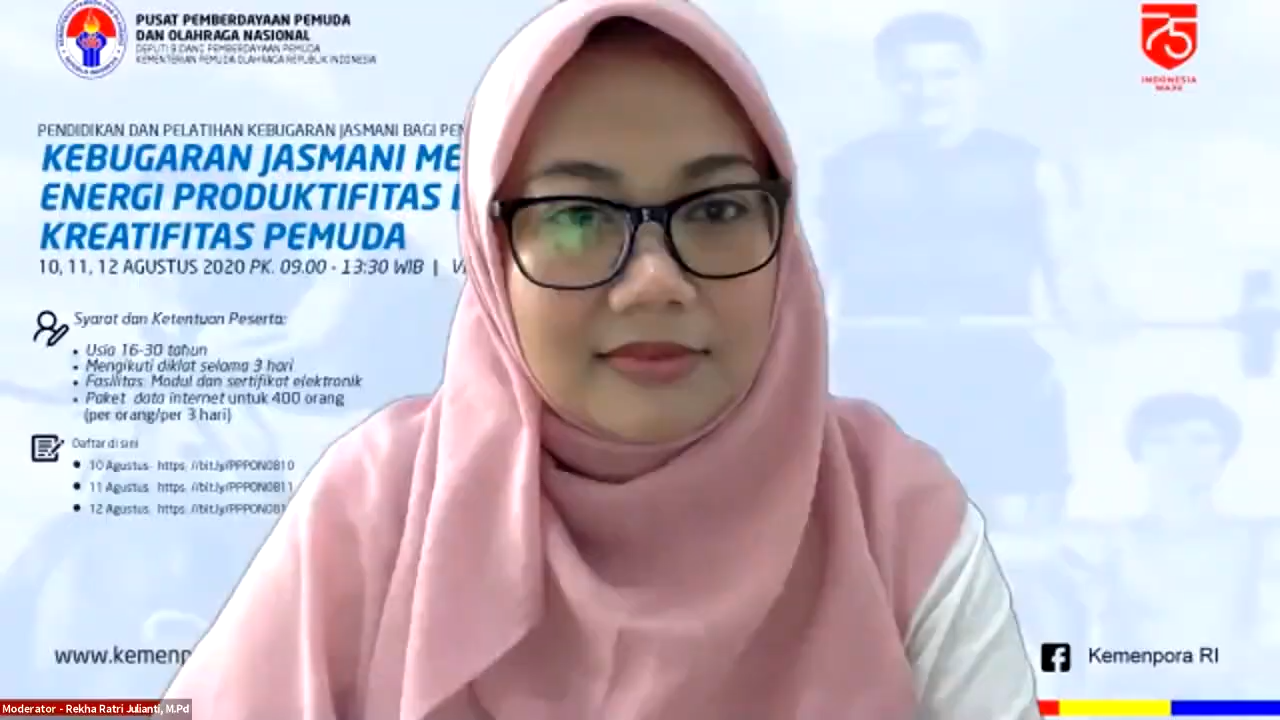 PUSAT PEMBERDAYAAN PEMUDA
DAN OLAHRAGA NASIONAL
DEPUTI BIDANG PEMBERDAYAAN PEMUDA
KEMENTERIAN PEMUDA OLAHRAGA REPUBLIK INDONESIA
75
INDONESIA
MAJU
PENDIDIKAN DAN PELATIHAN KEBUGARAN JASMANI BAGI PEM
KEBUGARAN JASMANI ME
ENERGI PRODUKTIFITAS
KREATIFITAS PEMUDA
10, 11, 12 AGUSTUS 2020 PK. 09.00 - 13:30 WIB |
Syarat dan Ketentuan Peserta:
• Usia 16-30 tahun
• Mengikuti diklat selama 3 hari
• Fasilitas: Modul dan sertifikat elektronik
• Paket data internet untuk 400 orang
(per orang/per 3 hari)
Daftar di sini
• 10 Agustus- https://bit.ly/PPPON0810
• 11 Agustus- https://bit.ly/PPPON0811
• 12 Agustus- https://bit.ly/PPPON081
www.kemenp
Kemenpora RI
Moderator - Rekha Ratri Julianti, M.Pd